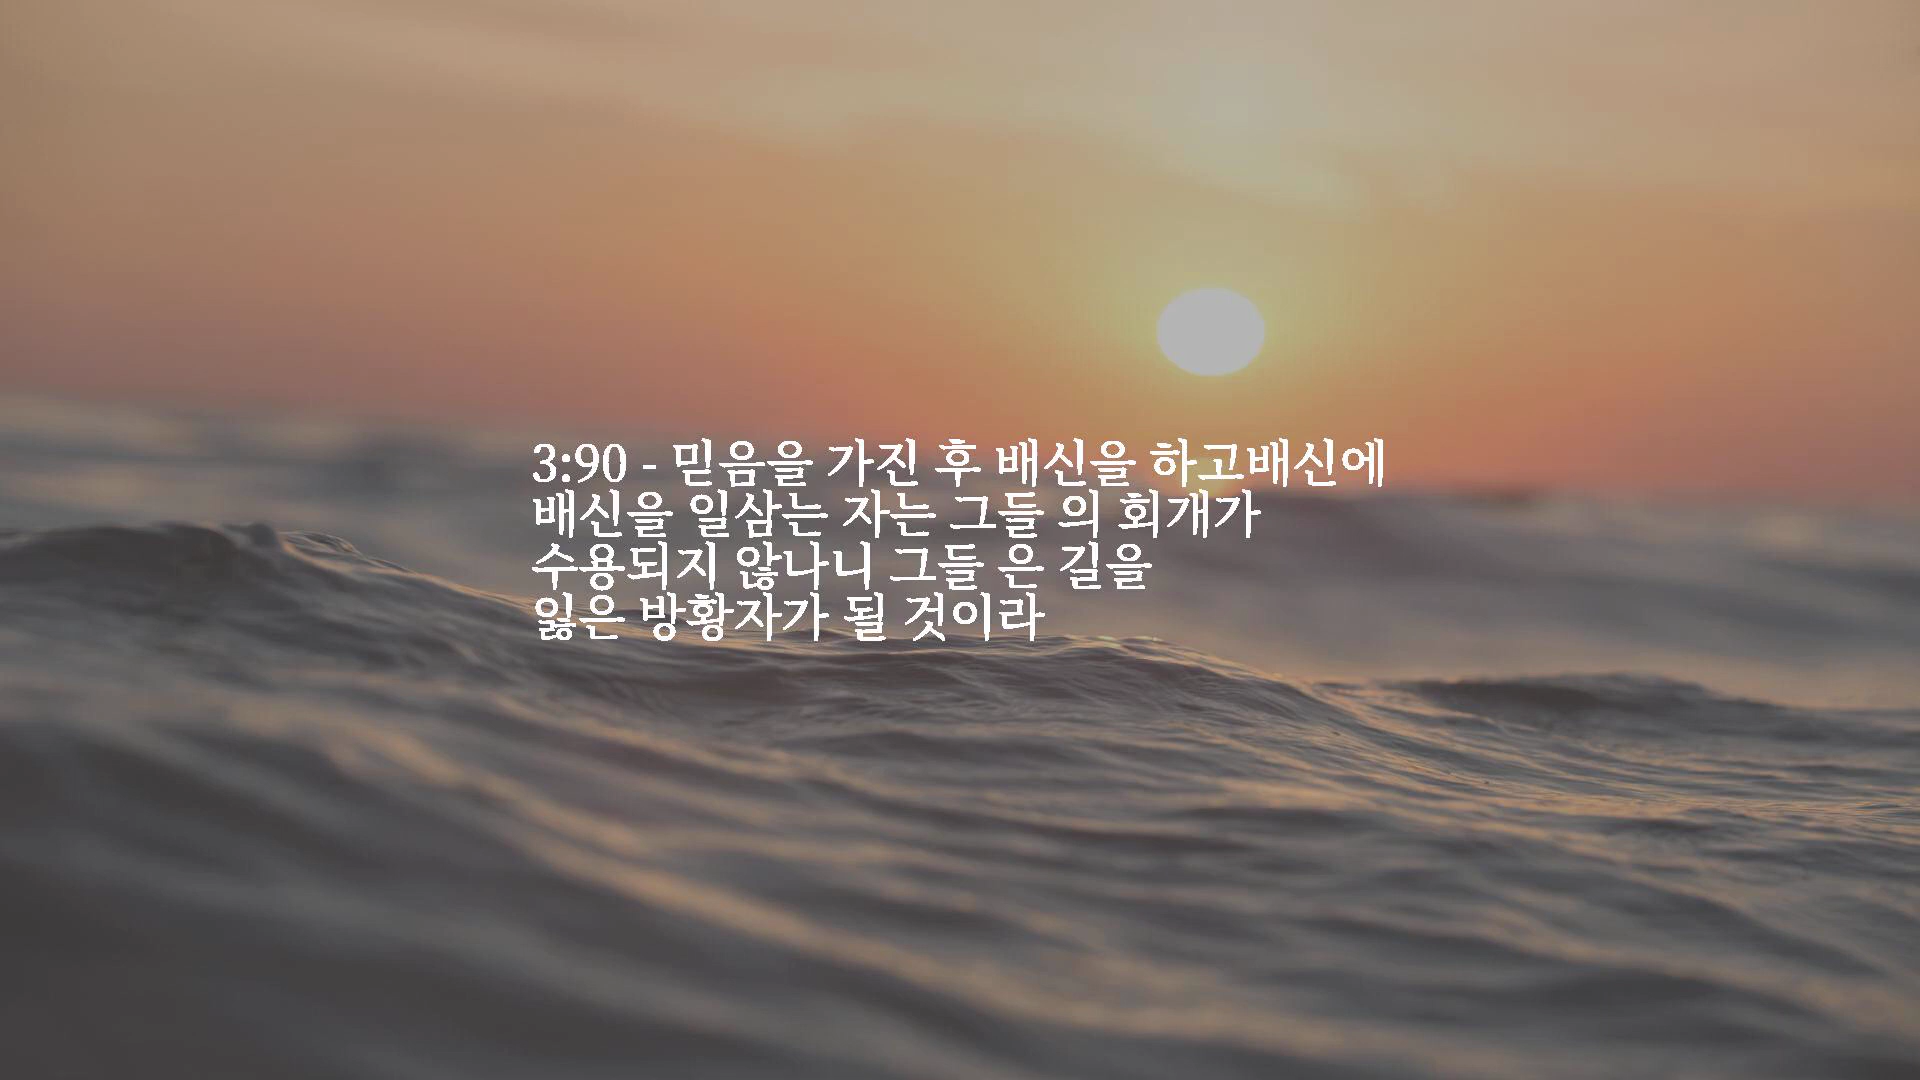 3:90 - 믿음을 가진 후 배신을 하고배신에
배신을 일삼는 자는 그들 의 회개가
수용되지 않나니 그들 은 길을
잃은 방황자가 될 것이라